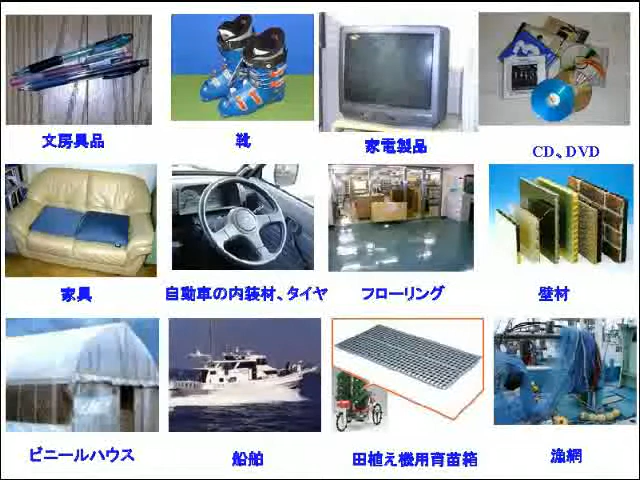 文房具品
靴
家電製品
CD、DVD
家具
自動車の内装材、タイヤ
フローリング
壁材
ビニールハウス
船舶
田植え機用育苗箱
漁網